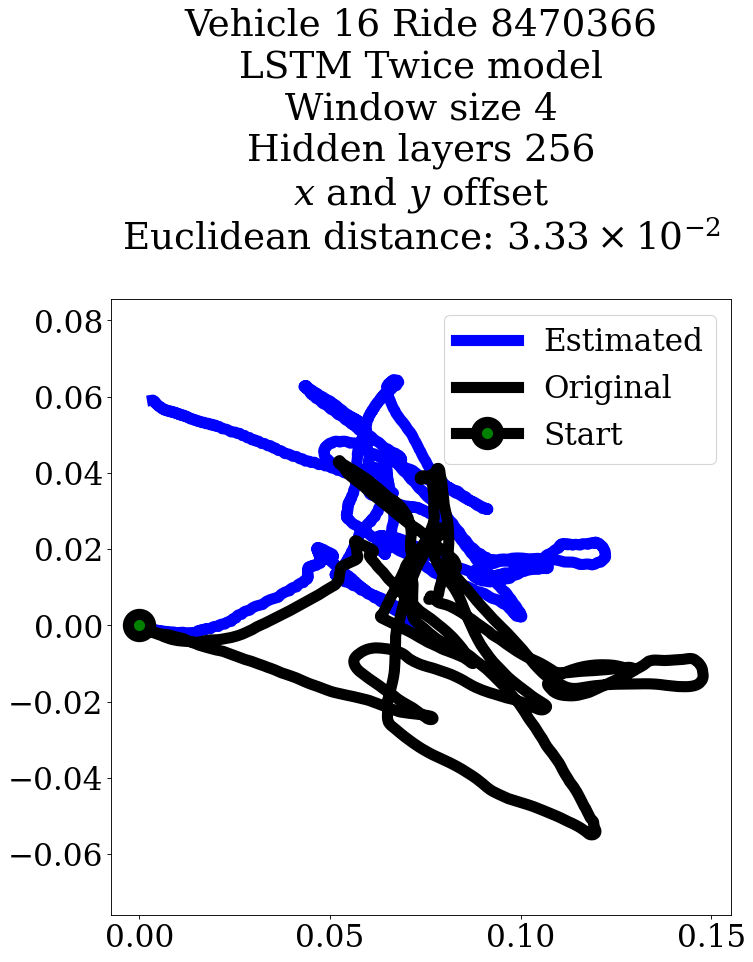 Vehicle 16 Ride 8470366
LSTM Twice model
Window size 4
Hidden layers 256
x and y offset
Euclidean distance: 3.33 × 10⁻²
Estimated
Original
Start
0.08
0.06
0.04
0.02
0.00
−0.02
−0.04
−0.06
0.00 0.05 0.10 0.15